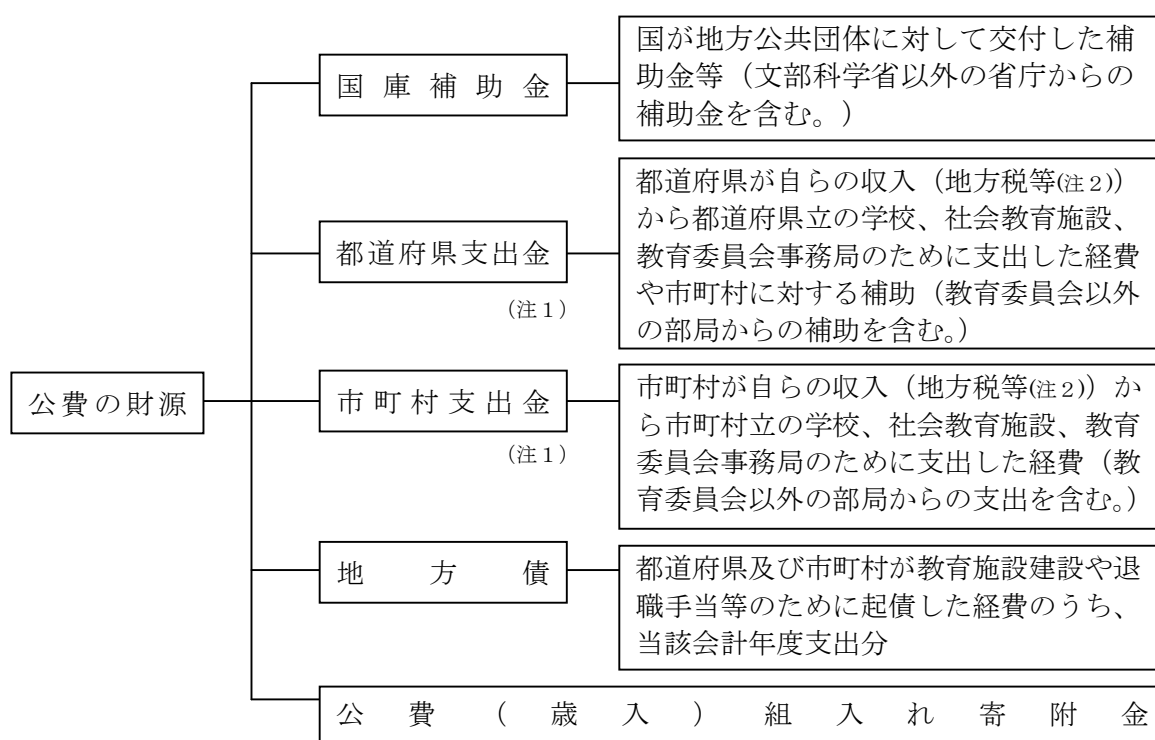 国庫補助金
国が地方公共団体に対して交付した補
助金等（文部科学省以外の省庁からの
補助金を含む。）
都道府県支出金
（注１）
都道府県が自らの収入（地方税等(注２)）
から都道府県立の学校、社会教育施設、
教育委員会事務局のために支出した経費
や市町村に対する補助（教育委員会以外
の部局からの補助を含む。）
公費の財源
市町村支出金
（注１）
市町村が自らの収入（地方税等(注２)）か
ら市町村立の学校、社会教育施設、教育
委員会事務局のために支出した経費（教
育委員会以外の部局からの支出を含む。）
地方債
都道府県及び市町村が教育施設建設や退
職手当等のために起債した経費のうち、
当該会計年度支出分
公費（歳入）組入れ寄附金